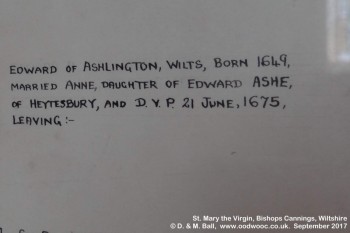 EDWARD OF ASHLINGTON, WILTS, BORN 1649,
MARRIED ANNE, DAUGHTER OF EDWARD ASHE,
OF HEYTESBURY, AND D.V.P. 21 JUNE, 1675,
LEAVING :-
St. Mary the Virgin, Bishops Cannings, Wiltshire
© D. & M. Ball, www.oodwooc.co.uk. September 2017